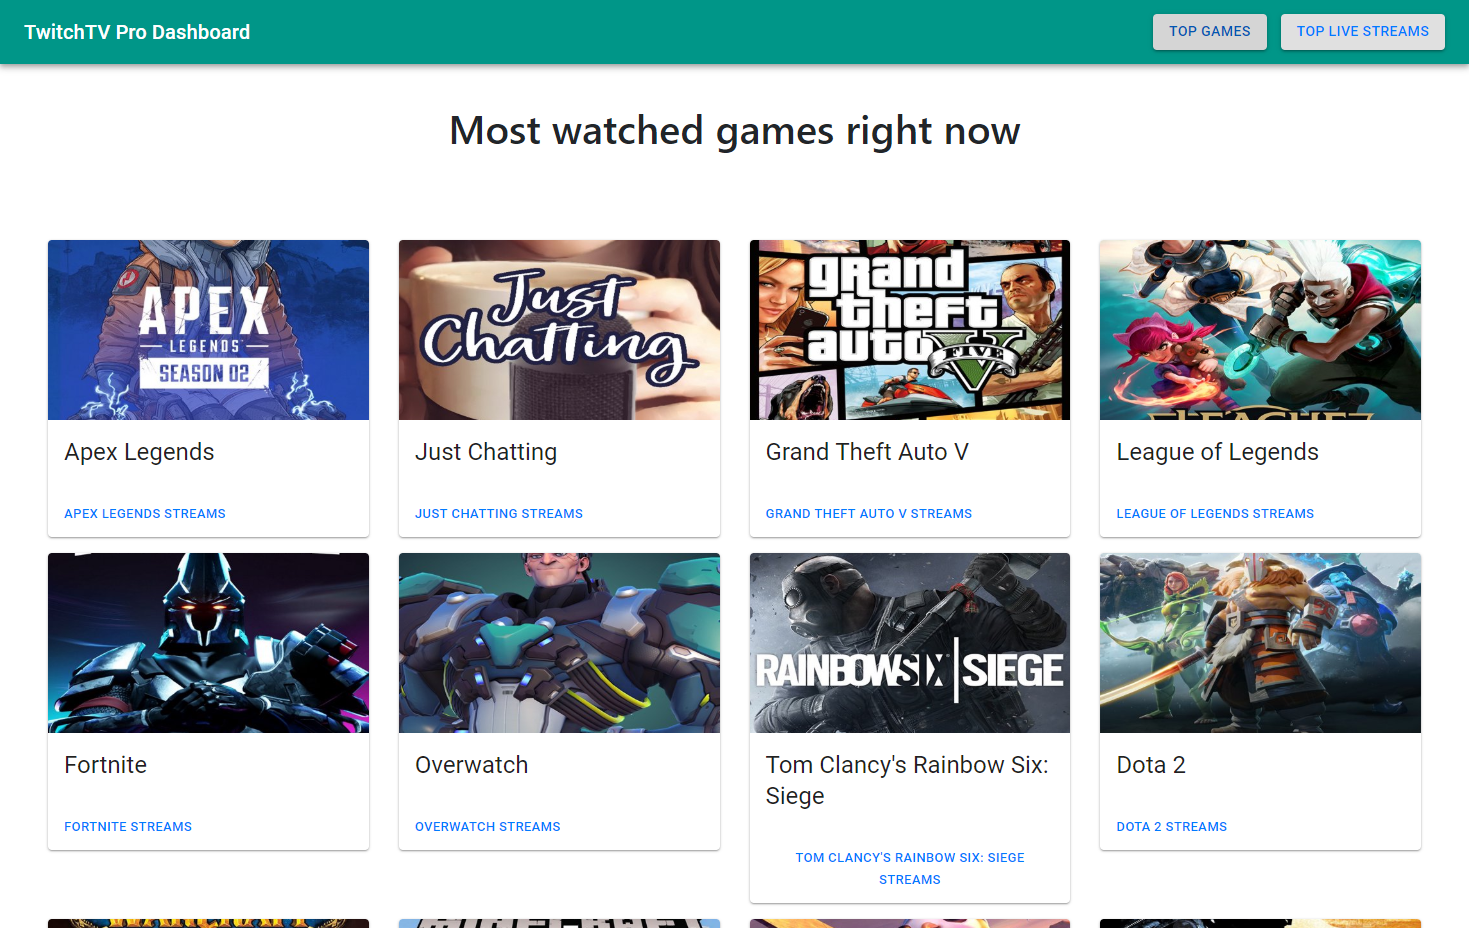 TwitchTV Pro Dashboard
TOP GAMES
TOP LIVE STREAMS
Most watched games right now
APEX
LEGENDS
SEASON 02
Just
Chatting
grand
theft
auto
FIVE
LEAGUE
Apex Legends
Just Chatting
Grand Theft Auto V
League of Legends
APEX LEGENDS STREAMS
JUST CHATTING STREAMS
GRAND THEFT AUTO V STREAMS
LEAGUE OF LEGENDS STREAMS
RAINBOWSIX SIEGE
Fortnite
Overwatch
Tom Clancy's Rainbow Six:
Siege
Dota 2
FORTNITE STREAMS
OVERWATCH STREAMS
TOM CLANCY'S RAINBOW SIX: SIEGE
STREAMS
DOTA 2 STREAMS